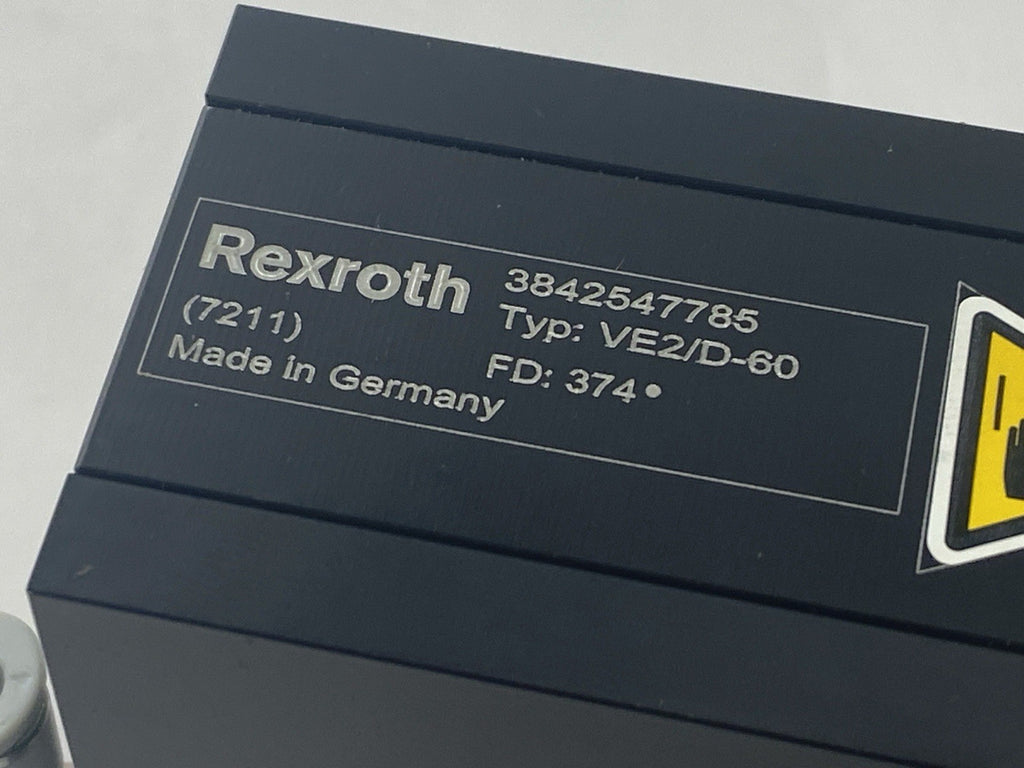 Rexroth
(7211)
Made in Germany
3842547785
Typ: VE2/D-60
FD: 374•